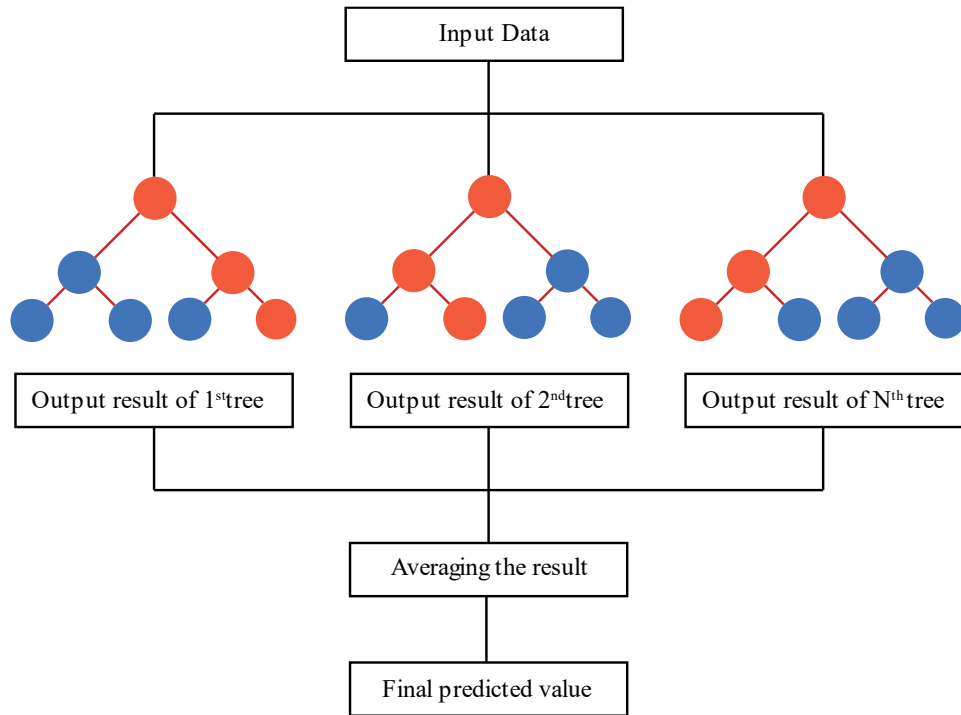 Input Data
Output result of 1st tree
Output result of 2nd tree
Output result of Nth tree
Averaging the result
Final predicted value